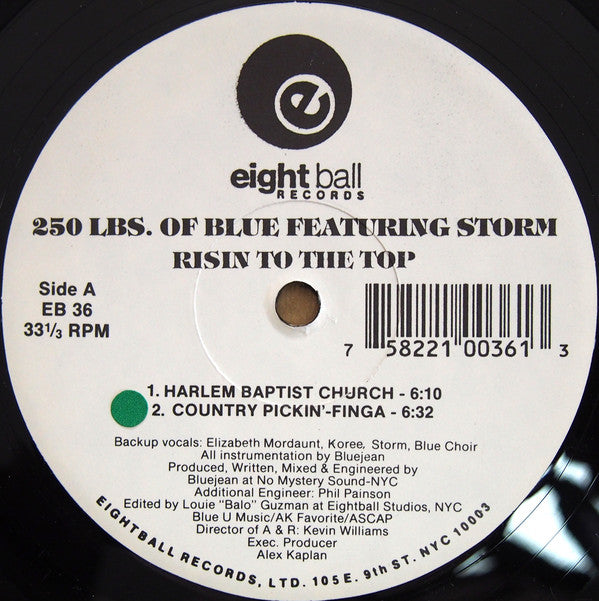 e
eight ball
RECORDS
250 LBS. OF BLUE FEATURING STORM
RISIN TO THE TOP
Side A
EB 36
33⅓ RPM
7 58221 00361 3
1. HARLEM BAPTIST CHURCH - 6:10
2. COUNTRY PICKIN'-FINGA - 6:32
Backup vocals: Elizabeth Mordaunt, Koree, Storm, Blue Choir
All instrumentation by Bluejean
Produced, Written, Mixed & Engineered by
Bluejean at No Mystery Sound-NYC
Additional Engineer: Phil Painson
Edited by Louie "Balo" Guzman at Eightball Studios, NYC
Blue U Music/AK Favorite/ASCAP
Director of A & R: Kevin Williams
Exec. Producer
Alex Kaplan
EIGHTBALL RECORDS, LTD. 105 E. 9th ST. NYC 10003